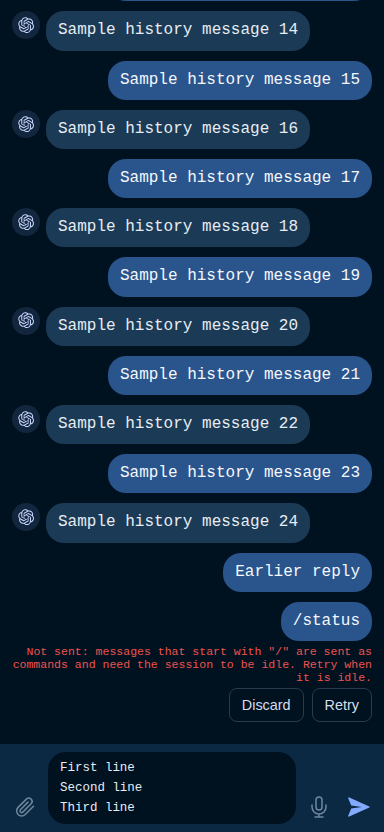 Sample history message 14
Sample history message 15
Sample history message 16
Sample history message 17
Sample history message 18
Sample history message 19
Sample history message 20
Sample history message 21
Sample history message 22
Sample history message 23
Sample history message 24
Earlier reply
/status
Not sent: messages that start with "/" are sent as
commands and need the session to be idle. Retry when
it is idle.
Discard Retry
First line
Second line
Third line